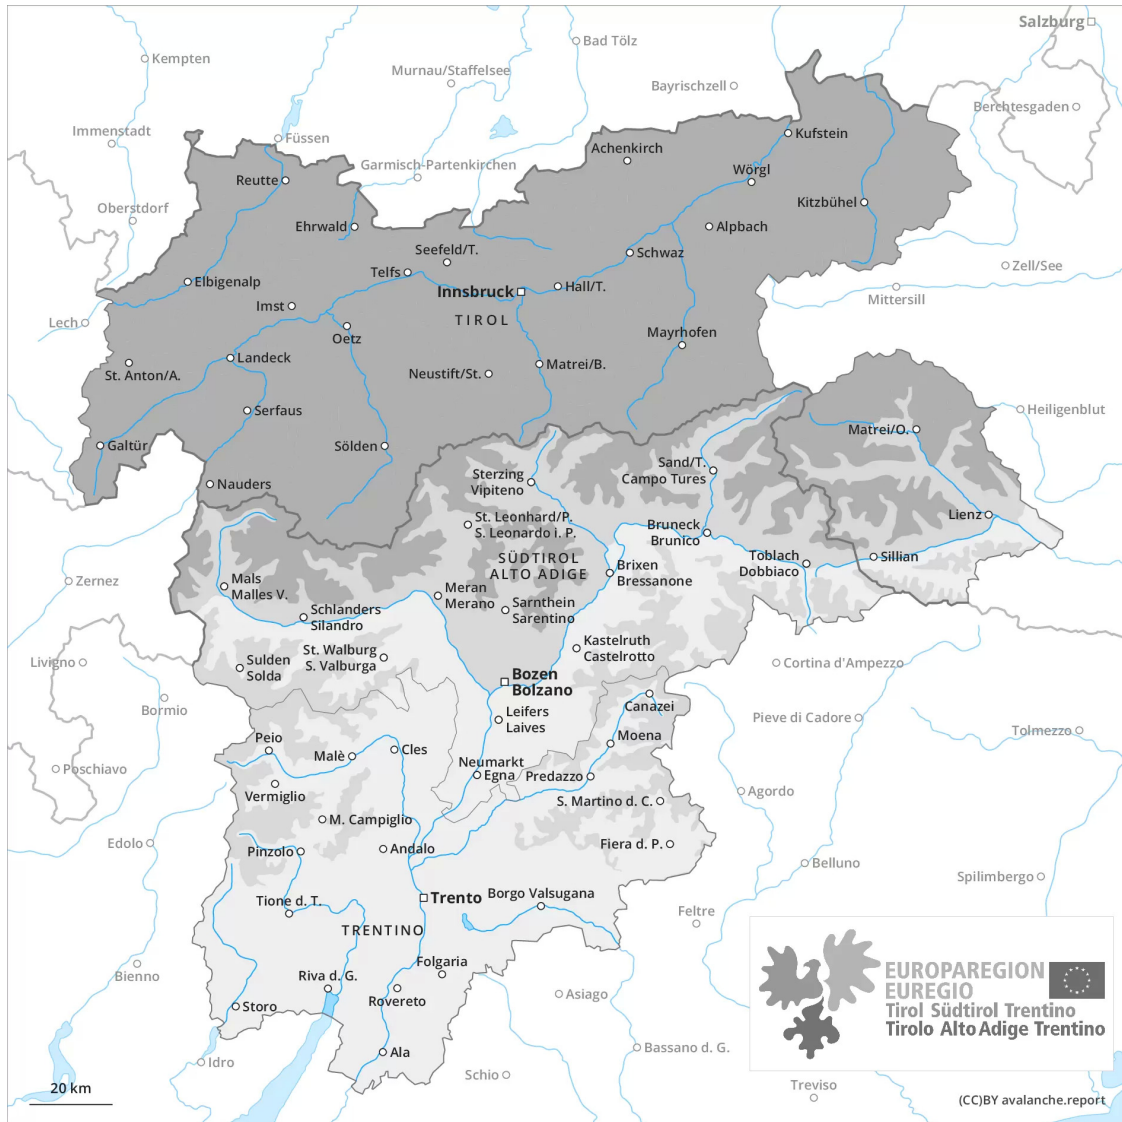 Salzburg
Bad Tölz
Kempten
Murnau/Staffelsee
Bayrischzell
Berchtesgaden
Immenstadt
Füssen
Kufstein
Achenkirch
Garmisch-Partenkirchen
Wörgl
Reutte
Kitzbühel
Oberstdorf
Ehrwald
Alpbach
Seefeld/T.
Schwaz
Zell/See
Telfs
Elbigenalp
Hall/T.
Innsbruck
Mittersill
Imst
TIROL
Lech
Oetz
Mayrhofen
Landeck
Matrei/B.
St. Anton/A.
Neustift/St.
Serfaus
Heiligenblut
Matrei/O.
Galtür
Sölden
Sand/T.
Campo Tures
Sterzing
Vipiteno
Nauders
St. Leonhard/P.
S. Leonardo i. P.
Lienz
Bruneck
Brunico
SÜDTIROL
ALTO ADIGE
Toblach
Dobbiaco
Sillian
Brixen
Bressanone
Zernez
Mals
Malles V.
Meran
Merano
Sarnthein
Sarentino
Schlanders
Silandro
Kastelruth
Castelrotto
St. Walburg
S. Valburga
Livigno
Sulden
Solda
Cortina d'Ampezzo
Bozen
Bolzano
Bormio
Canazei
Leifers
Laives
Pieve di Cadore
Tolmezzo
Peio
Moena
Cles
Malè
Neumarkt
Egna
Predazzo
Poschiavo
Vermiglio
Agordo
S. Martino d. C.
M. Campiglio
Edolo
Fiera d. P.
Pinzolo
Andalo
Belluno
Spilimbergo
Trento
Borgo Valsugana
Tione d. T.
Feltre
TRENTINO
Folgaria
Bienno
Riva d. G.
Rovereto
Asiago
Storo
EUROPAREGION
EUREGIO
Tirol Südtirol Trentino
Tirolo Alto Adige Trentino
Bassano d. G.
Ala
Idro
Schio
Treviso
20 km
(CC)BY avalanche.report